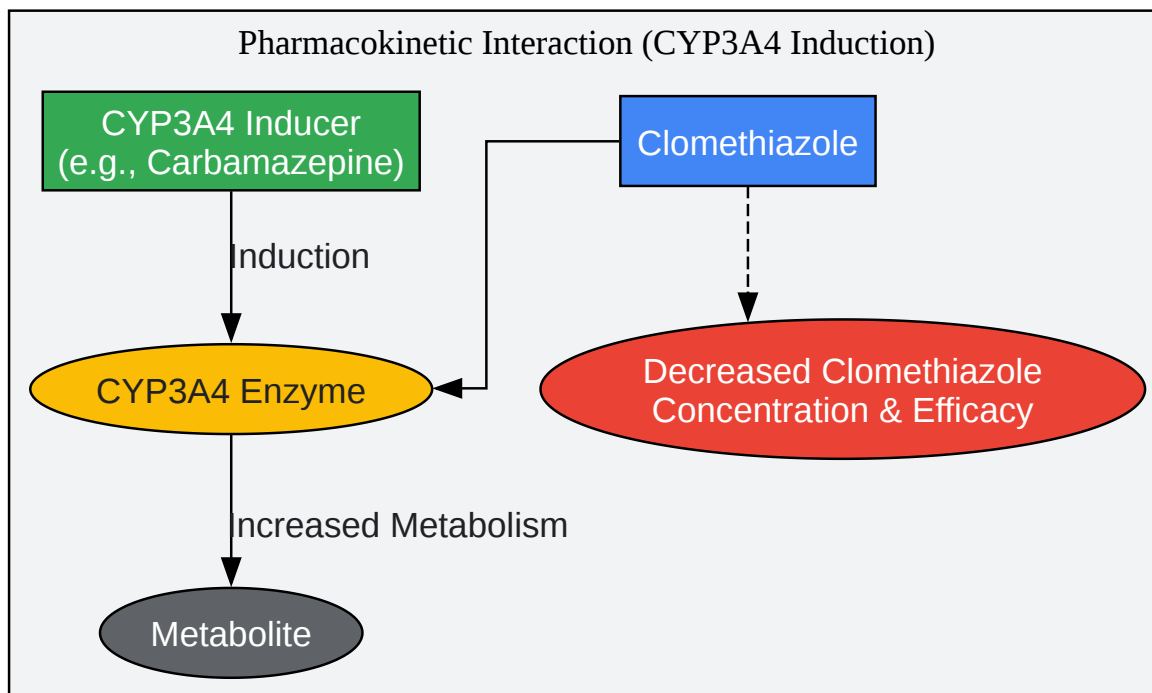 Pharmacokinetic Interaction (CYP3A4 Induction)
CYP3A4 Inducer
(e.g., Carbamazepine)
Clomethiazole
Induction
CYP3A4 Enzyme
Decreased Clomethiazole
Concentration & Efficacy
Increased Metabolism
Metabolite